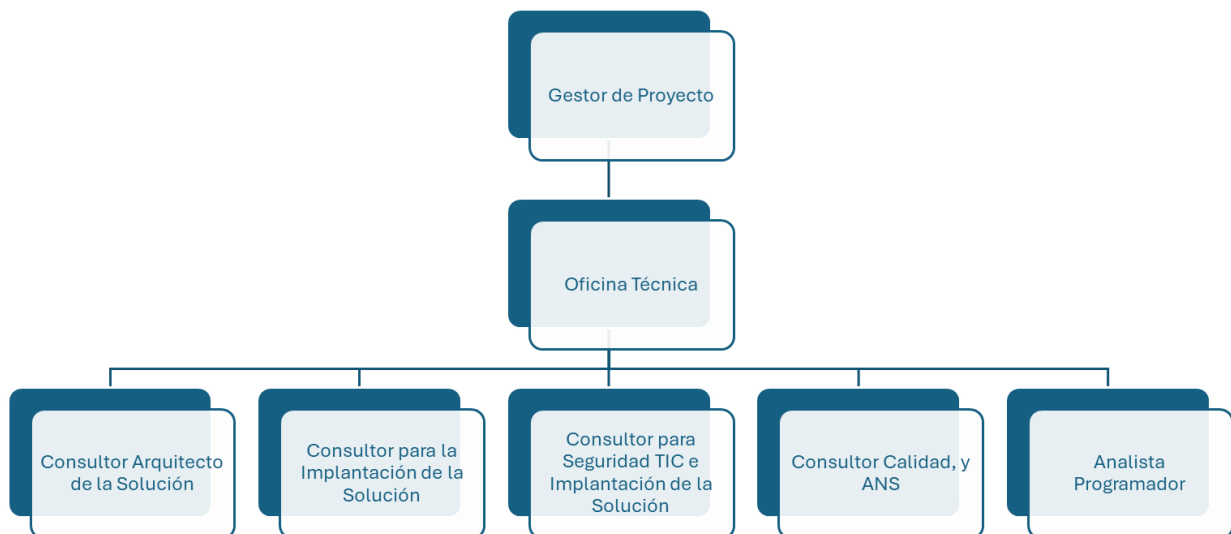 Gestor de Proyecto
Oficina Técnica
Consultor Arquitecto
de la Solución
Consultor para la
Implantación de la
Solución
Consultor para
Seguridad TIC e
Implantación de la
Solución
Consultor Calidad, y
ANS
Analista
Programador